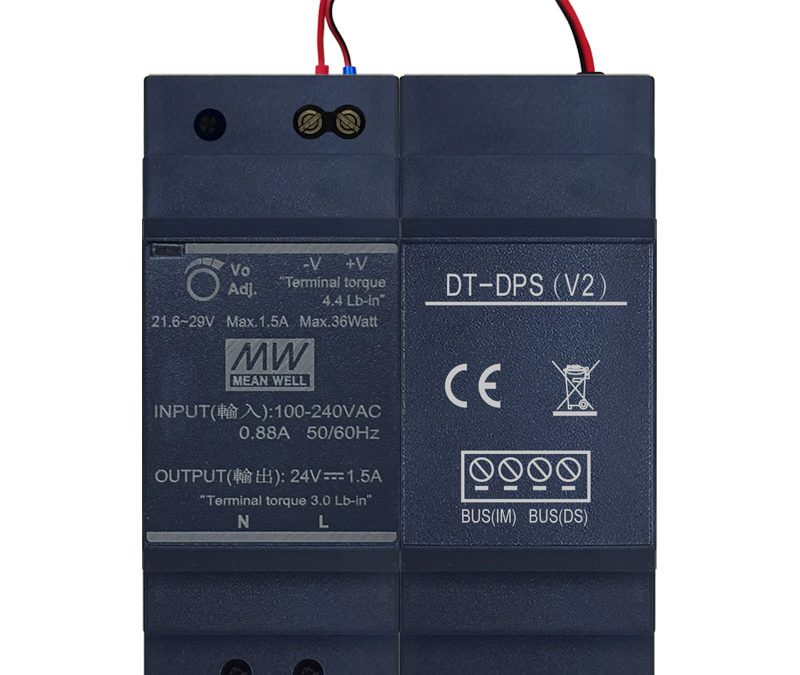 Vo
Adj.
-V +V
“Terminal torque
4.4 Lb-in”
21.6~29V Max.1.5A Max.36Watt
MW
MEAN WELL
INPUT(輸入):100-240VAC
0.88A 50/60Hz
OUTPUT(輸出): 24V⎓1.5A
“Terminal torque 3.0 Lb-in”
N L
DT-DPS(V2)
CE
BUS(IM) BUS(DS)